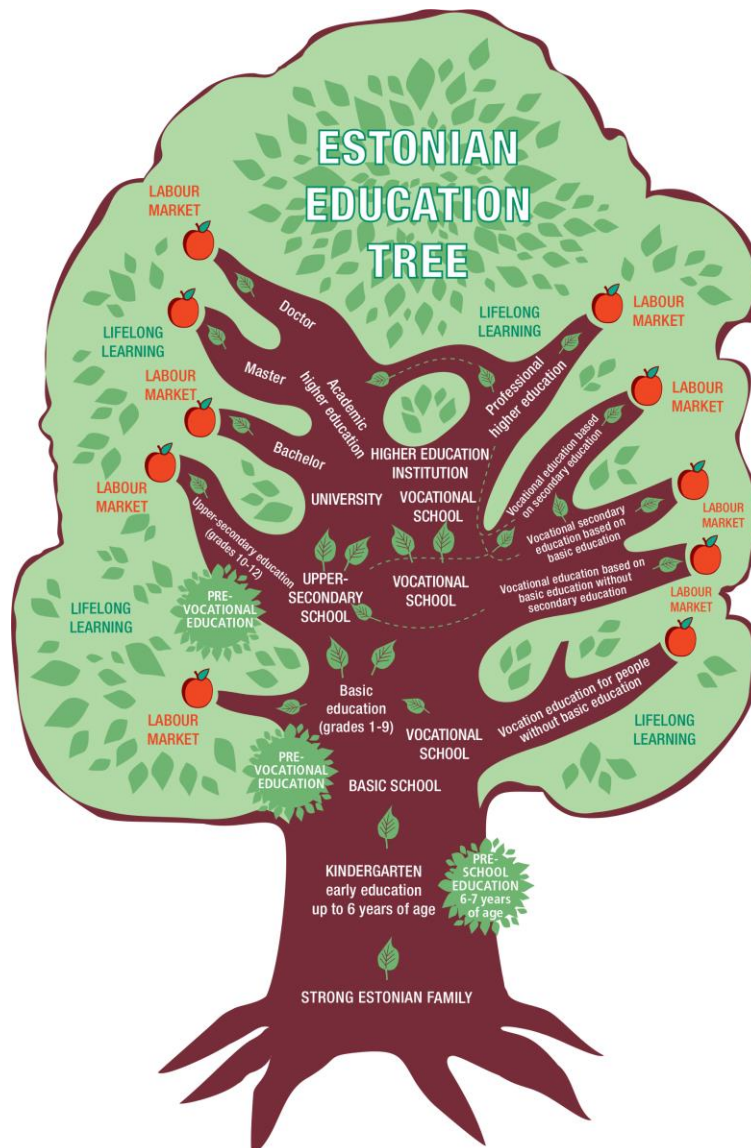 ESTONIAN
EDUCATION
TREE
LABOUR
MARKET
Doctor
LIFELONG
LEARNING
Master
Academic
higher education
LABOUR
MARKET
Bachelor
LIFELONG
LEARNING
LABOUR
MARKET
Professional
higher education
HIGHER EDUCATION
INSTITUTION
UNIVERSITY
VOCATIONAL
SCHOOL
LABOUR
MARKET
Vocational education based
on secondary education
LABOUR
MARKET
Upper-secondary education
(grades 10-12)
UPPER-
SECONDARY
SCHOOL
VOCATIONAL
SCHOOL
Vocational secondary
education based on
basic education
LABOUR
MARKET
Vocational education based on
basic education without
secondary education
LABOUR
MARKET
LIFELONG
LEARNING
PRE-
VOCATIONAL
EDUCATION
LABOUR
MARKET
Basic
education
(grades 1-9)
VOCATIONAL
SCHOOL
Vocation education for people
without basic education
LIFELONG
LEARNING
PRE-
VOCATIONAL
EDUCATION
BASIC SCHOOL
KINDERGARTEN
early education
up to 6 years of age
PRE-
SCHOOL
EDUCATION
6-7 years
of age
STRONG ESTONIAN FAMILY